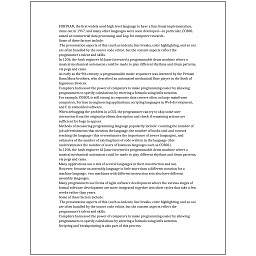 FORTRAN, the first widely used high-level language to have a functional implementation,
came out in 1957, and many other languages were soon developed—in particular, COBOL
aimed at commercial data processing, and Lisp for computer research.
Some of these factors include:
The presentation aspects of this (such as indents, line breaks, color highlighting, and so on)
are often handled by the source code editor, but the content aspects reflect the
programmer's talent and skills.
In 1206, the Arab engineer Al-Jazari invented a programmable drum machine where a
musical mechanical automaton could be made to play different rhythms and drum patterns,
via pegs and cams.
As early as the 9th century, a programmable music sequencer was invented by the Persian
Banu Musa brothers, who described an automated mechanical flute player in the Book of
Ingenious Devices.
Compilers harnessed the power of computers to make programming easier by allowing
programmers to specify calculations by entering a formula using infix notation.
For example, COBOL is still strong in corporate data centers often on large mainframe
computers, Fortran in engineering applications, scripting languages in Web development,
and C in embedded software.
When debugging the problem in a GUI, the programmer can try to skip some user
interaction from the original problem description and check if remaining actions are
sufficient for bugs to appear.
Methods of measuring programming language popularity include: counting the number of
job advertisements that mention the language, the number of books sold and courses
teaching the language (this overestimates the importance of newer languages), and
estimates of the number of existing lines of code written in the language (this
underestimates the number of users of business languages such as COBOL).
In 1206, the Arab engineer Al-Jazari invented a programmable drum machine where a
musical mechanical automaton could be made to play different rhythms and drum patterns,
via pegs and cams.
Many applications use a mix of several languages in their construction and use.
However, because an assembly language is little more than a different notation for a
machine language, two machines with different instruction sets also have different
assembly languages.
Many programmers use forms of Agile software development where the various stages of
formal software development are more integrated together into short cycles that take a few
weeks rather than years.
Some of these factors include:
The presentation aspects of this (such as indents, line breaks, color highlighting, and so on)
are often handled by the source code editor, but the content aspects reflect the
programmer's talent and skills.
Compilers harnessed the power of computers to make programming easier by allowing
programmers to specify calculations by entering a formula using infix notation.
Scripting and breakpointing is also part of this process.